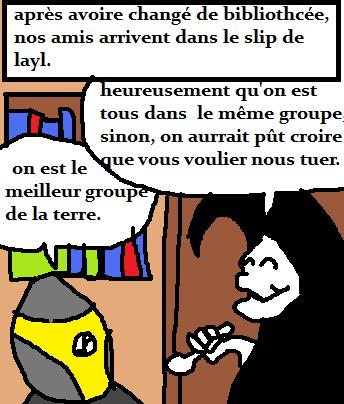 après avoire changé de bibliothcée,
nos amis arrivent dans le slip de
layl.
heureusement qu'on est
tous dans le même groupe,
sinon, on aurrait pût croire
que vous voulier nous tuer.
on est le
meilleur groupe
de la terre.